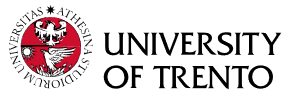 UNIVERSITAS ATHESINA STUDIORUM
UNIVERSITY
OF TRENTO